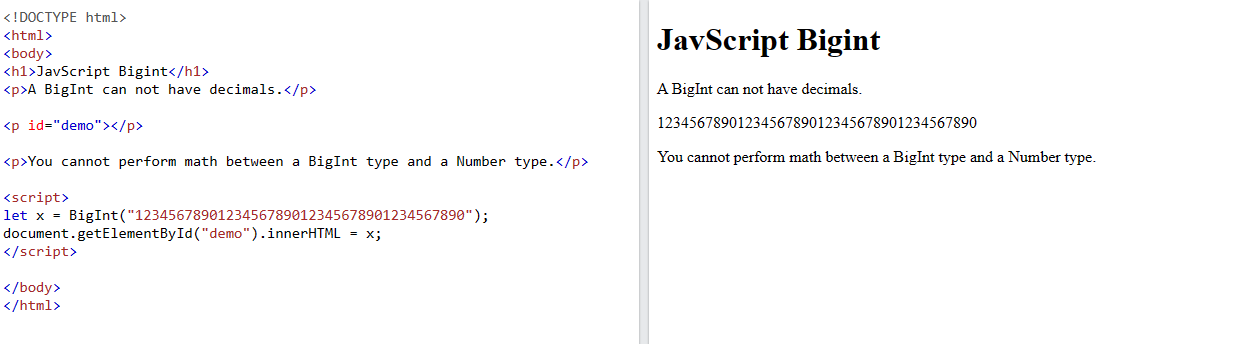 <!DOCTYPE html>
<html>
<body>
<h1>JavScript Bigint</h1>
<p>A BigInt can not have decimals.</p>
<p id="demo"></p>
<p>You cannot perform math between a BigInt type and a Number type.</p>
<script>
let x = BigInt("123456789012345678901234567890​1234567890");
document.getElementById("demo").innerHTML = x;
</script>
</body>
</html>
JavScript Bigint
A BigInt can not have decimals.
1234567890123456789012345678901234567890
You cannot perform math between a BigInt type and a Number type.